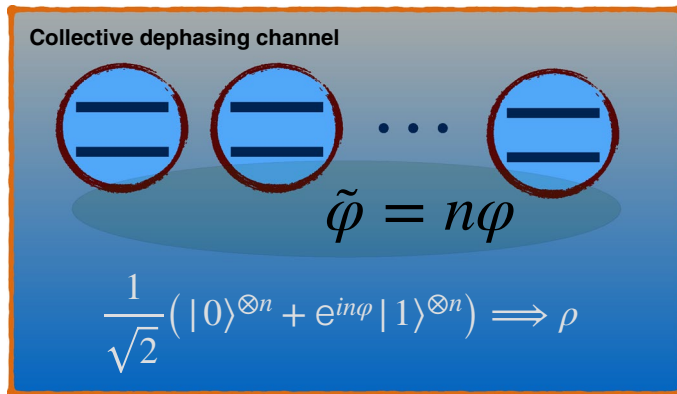 Collective dephasing channel
• • •
φ̃ = nφ
1/√2 (|0⟩^{⊗n} + e^{inφ}|1⟩^{⊗n}) ⟹ ρ